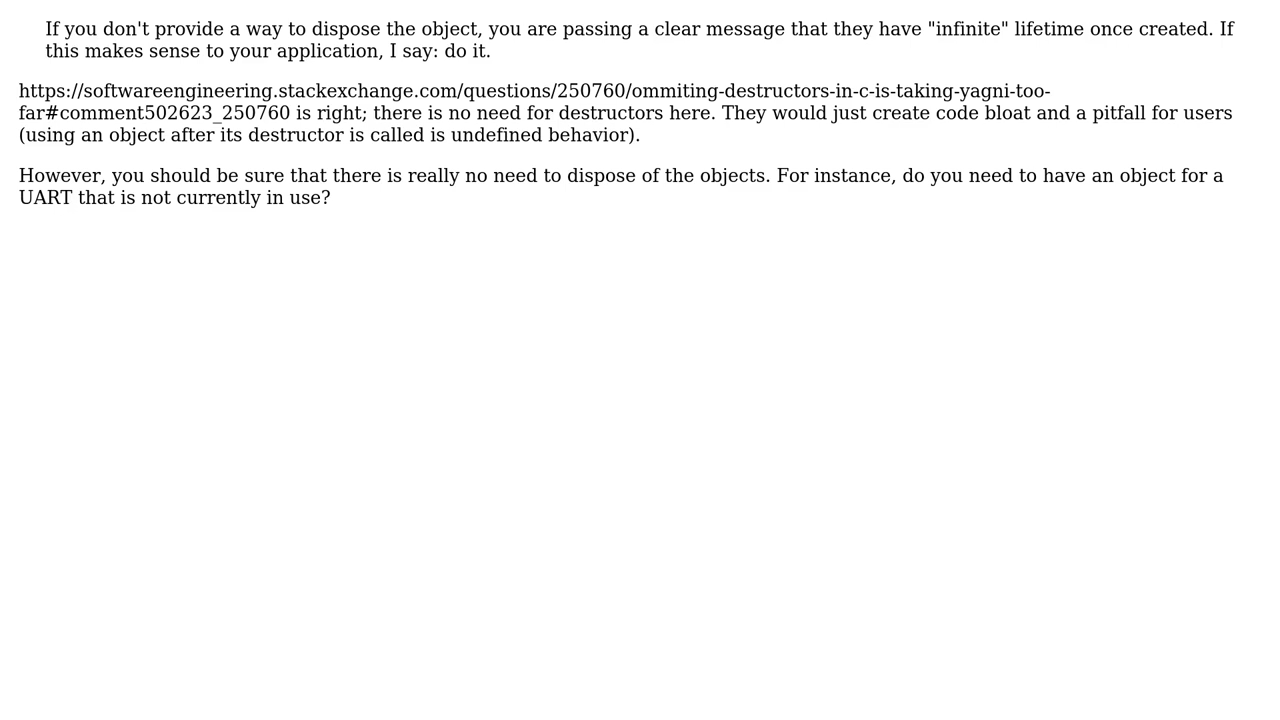 If you don't provide a way to dispose the object, you are passing a clear message that they have "infinite" lifetime once created. If
this makes sense to your application, I say: do it.
https://softwareengineering.stackexchange.com/questions/250760/ommiting-destructors-in-c-is-taking-yagni-too-
far#comment502623_250760 is right; there is no need for destructors here. They would just create code bloat and a pitfall for users
(using an object after its destructor is called is undefined behavior).
However, you should be sure that there is really no need to dispose of the objects. For instance, do you need to have an object for a
UART that is not currently in use?